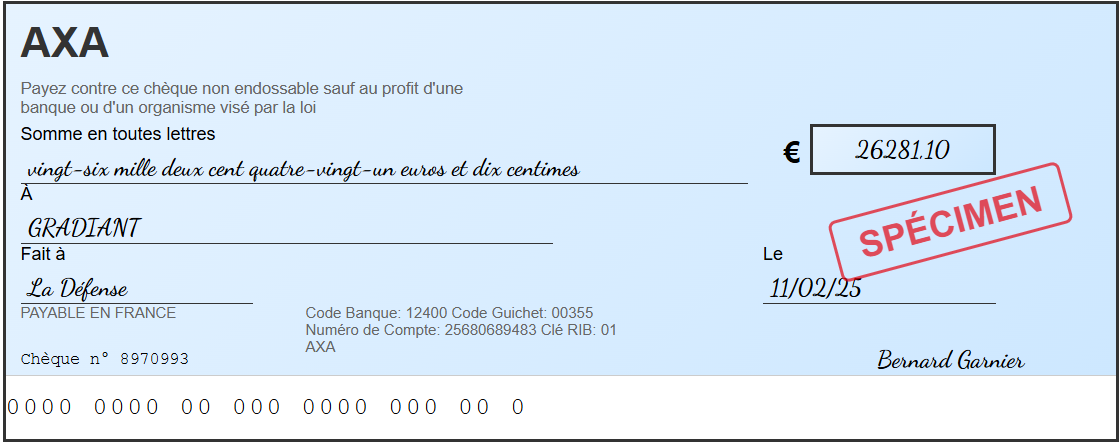 AXA
Payez contre ce chèque non endossable sauf au profit d'une
banque ou d'un organisme visé par la loi
Somme en toutes lettres
vingt-six mille deux cent quatre-vingt-un euros et dix centimes
€ 26281.10
À
GRADIANT
SPÉCIMEN
Fait à
Le
La Défense
11/02/25
PAYABLE EN FRANCE
Code Banque: 12400 Code Guichet: 00355
Numéro de Compte: 25680689483 Clé RIB: 01
AXA
Chèque n° 8970993
Bernard Garnier
0000 0000 00 000 0000 000 00 0